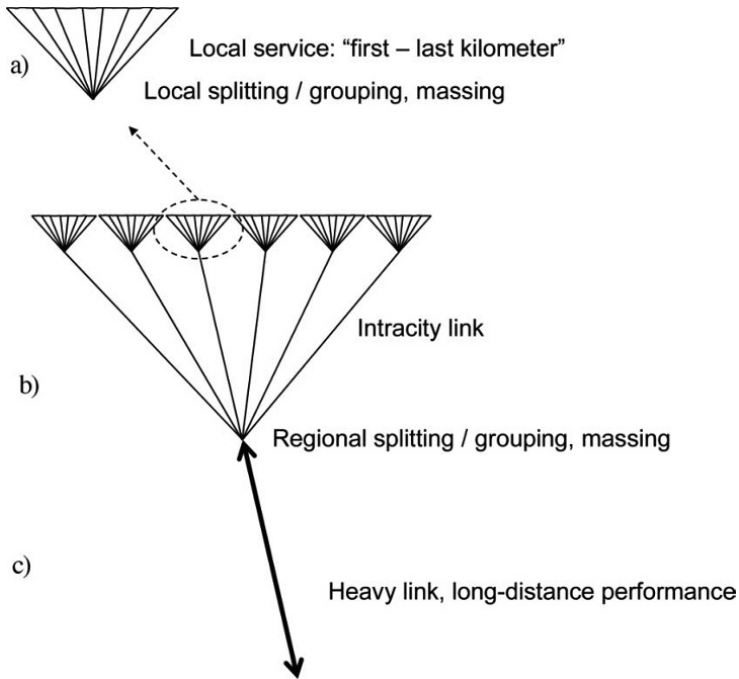 Local service: “first – last kilometer”
a)
Local splitting / grouping, massing
Intracity link
b)
Regional splitting / grouping, massing
c)
Heavy link, long-distance performance